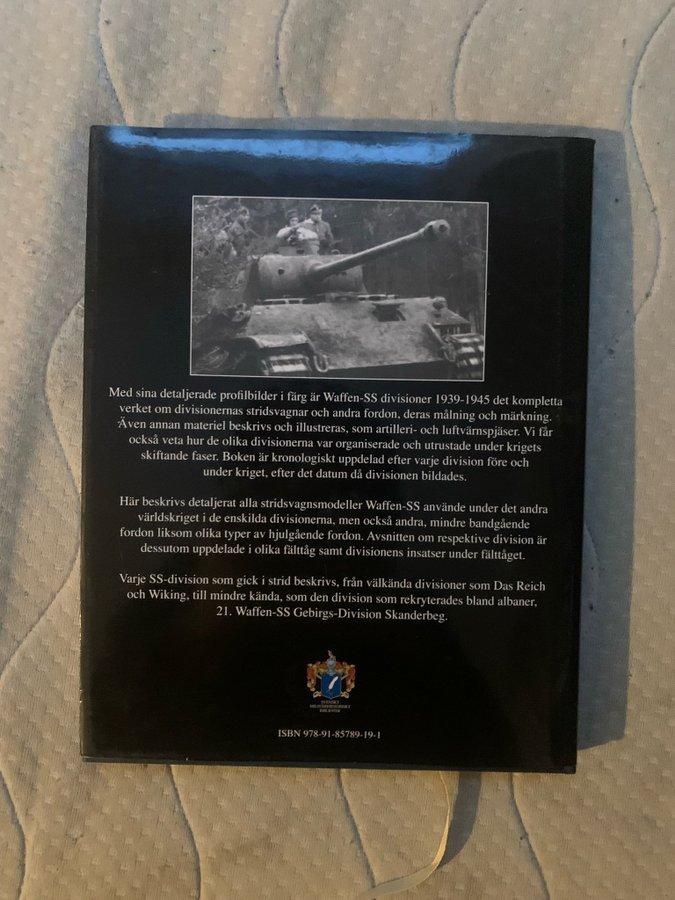 Med sina detaljerade profilbilder i färg är Waffen-SS divisioner 1939-1945 det kompletta
verket om divisionernas stridsvagnar och andra fordon, deras målning och märkning.
Även annan materiel beskrivs och illustreras, som artilleri- och luftvärnspjäser. Vi får
också veta hur de olika divisionerna var organiserade och utrustade under krigets
skiftande faser. Boken är kronologiskt uppdelad efter varje division före och
under kriget, efter det datum då divisionen bildades.
Här beskrivs detaljerat alla stridsvagnsmodeller Waffen-SS använde under det andra
världskriget i de enskilda divisionerna, men också andra, mindre bandgående
fordon liksom olika typer av hjulgående fordon. Avsnitten om respektive division är
dessutom uppdelade i olika fälttåg samt divisionens insatser under fälttåget.
Varje SS-division som gick i strid beskrivs, från välkända divisioner som Das Reich
och Wiking, till mindre kända, som den division som rekryterades bland albaner,
21. Waffen-SS Gebirgs-Division Skanderbeg.
SVENSKT
MILITÄRHISTORISKT
BIBLIOTEK
ISBN 978-91-85789-19-1